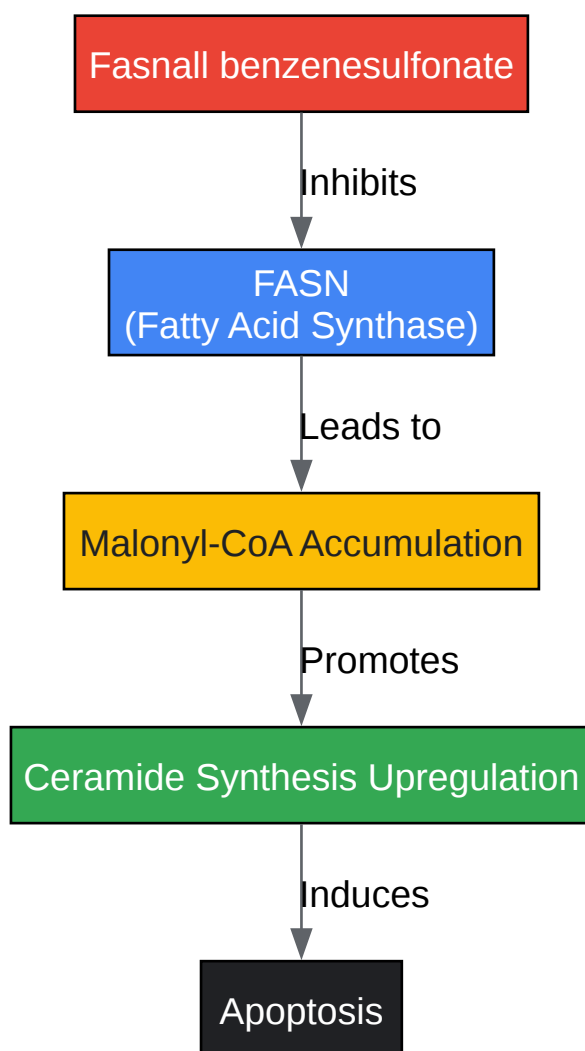 Fasnall benzenesulfonate
Inhibits
FASN
(Fatty Acid Synthase)
Leads to
Malonyl-CoA Accumulation
Promotes
Ceramide Synthesis Upregulation
Induces
Apoptosis